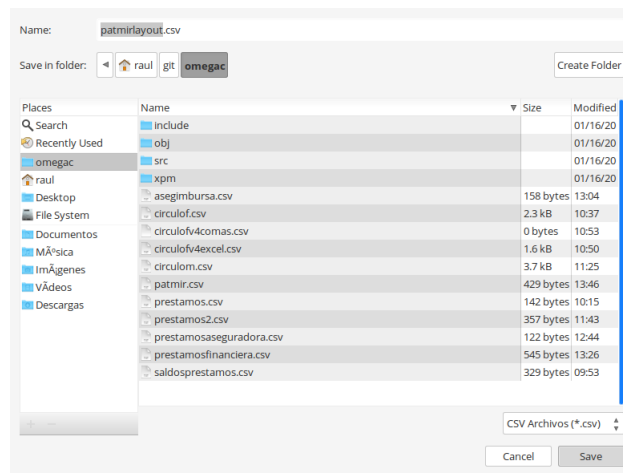 Name: patmirlayout.csv
Save in folder: raul git omegac Create Folder
Places Name Size Modified
Search include 01/16/20
Recently Used obj 01/16/20
omegac src 01/16/20
raul xpm 01/16/20
Desktop asegimbursa.csv 158 bytes 13:04
File System circulof.csv 2.3 kB 10:37
Documentos circulofv4comas.csv 0 bytes 10:53
MÃºsica circulofv4excel.csv 1.6 kB 10:50
ImÃ¡genes circulom.csv 3.7 kB 11:25
VÃ­deos patmir.csv 429 bytes 13:46
Descargas prestamos.csv 142 bytes 10:15
prestamos2.csv 357 bytes 11:43
prestamosaseguradora.csv 122 bytes 12:44
prestamosfinanciera.csv 545 bytes 13:26
saldosprestamos.csv 329 bytes 09:53
CSV Archivos (*.csv)
Cancel Save